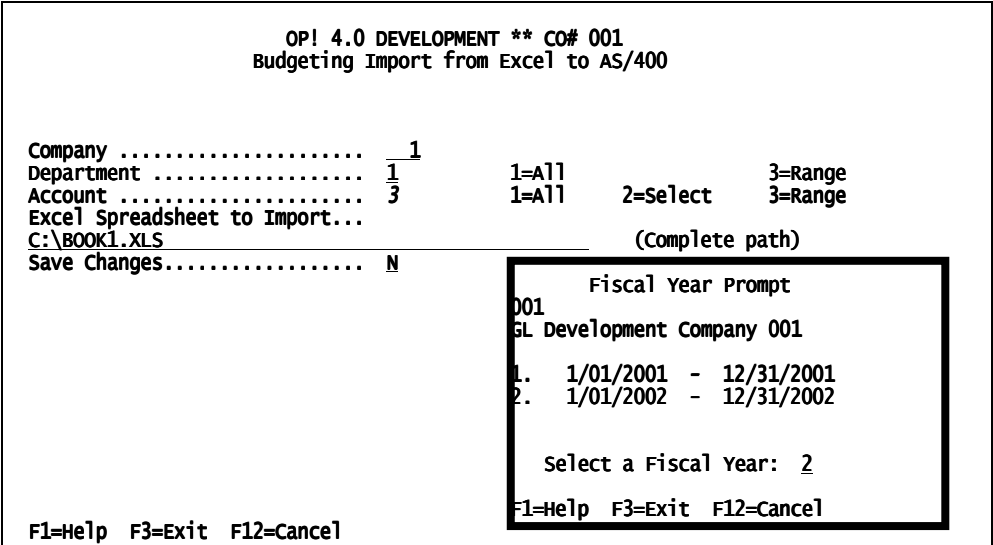 OP! 4.0 DEVELOPMENT ** CO# 001
Budgeting Import from Excel to AS/400
Company ...................... 1
Department ................... 1 1=All 3=Range
Account ...................... 3 1=All 2=Select 3=Range
Excel Spreadsheet to Import...
C:\BOOK1.XLS (Complete path)
Save Changes.................. N
Fiscal Year Prompt
001
GL Development Company 001
1. 1/01/2001 - 12/31/2001
2. 1/01/2002 - 12/31/2002
Select a Fiscal Year: 2
F1=Help F3=Exit F12=Cancel
F1=Help F3=Exit F12=Cancel